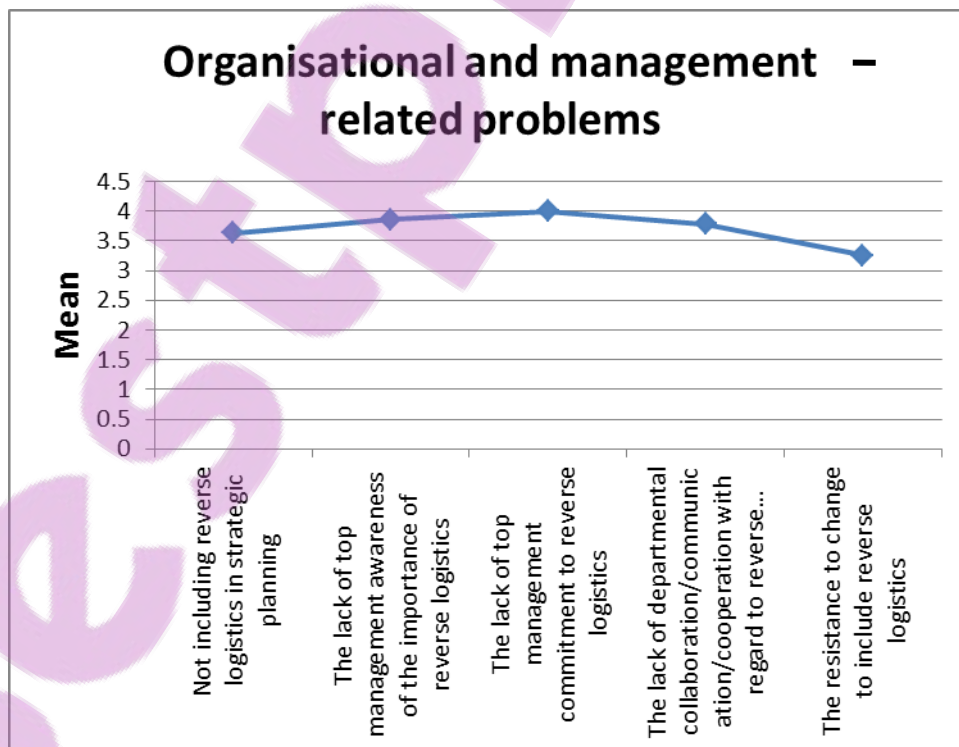 Organisational and management –
related problems
4.5
4
3.5
3
2.5
2
1.5
1
0.5
0
Mean
Not including reverse
logistics in strategic
planning
The lack of top
management awareness
of the importance of
reverse logistics
The lack of top
management
commitment to reverse
logistics
The lack of departmental
collaboration/communic
ation/cooperation with
regard to reverse...
The resistance to change
to include reverse
logistics
estp